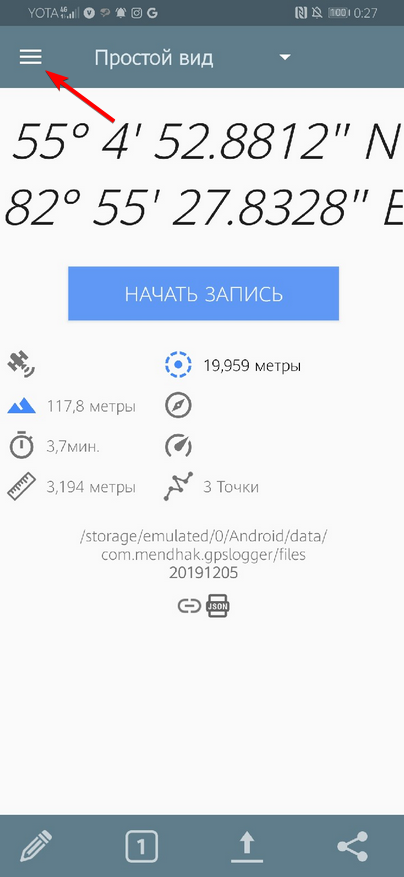 YOTA 4G 100 0:27
Простой вид
55° 4' 52.8812" N
82° 55' 27.8328" E
НАЧАТЬ ЗАПИСЬ
19,959 метры
117,8 метры
3,7мин.
3,194 метры 3 Точки
/storage/emulated/0/Android/data/
com.mendhak.gpslogger/files
20191205
JSON
1